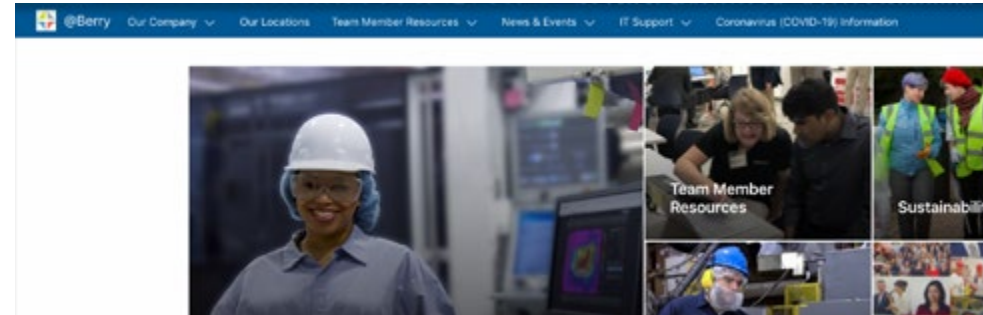 @Berry Our Company Our Locations Team Member Resources News & Events IT Support Coronavirus (COVID-19) Information
Team Member
Resources
Sustainabilit